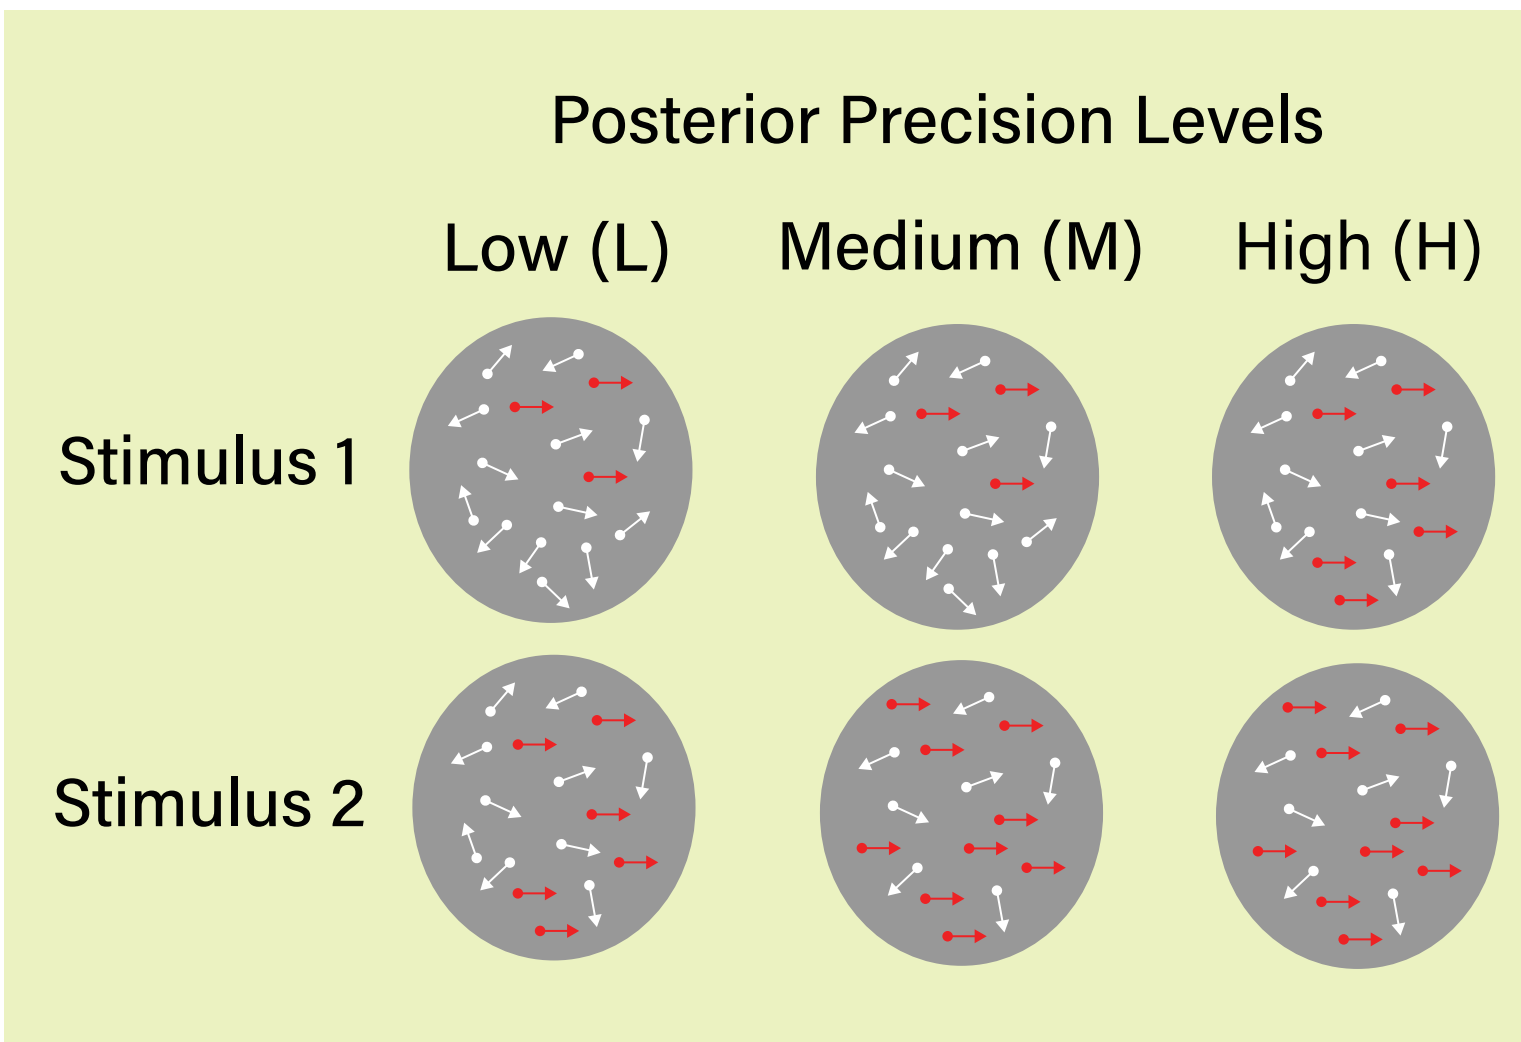 Posterior Precision Levels
Low (L) Medium (M) High (H)
Stimulus 1
Stimulus 2